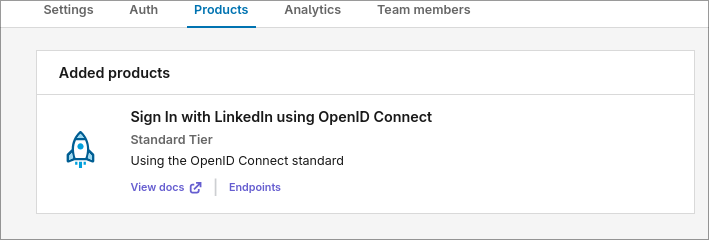 Settings Auth Products Analytics Team members
Added products
Sign In with LinkedIn using OpenID Connect
Standard Tier
Using the OpenID Connect standard
View docs Endpoints